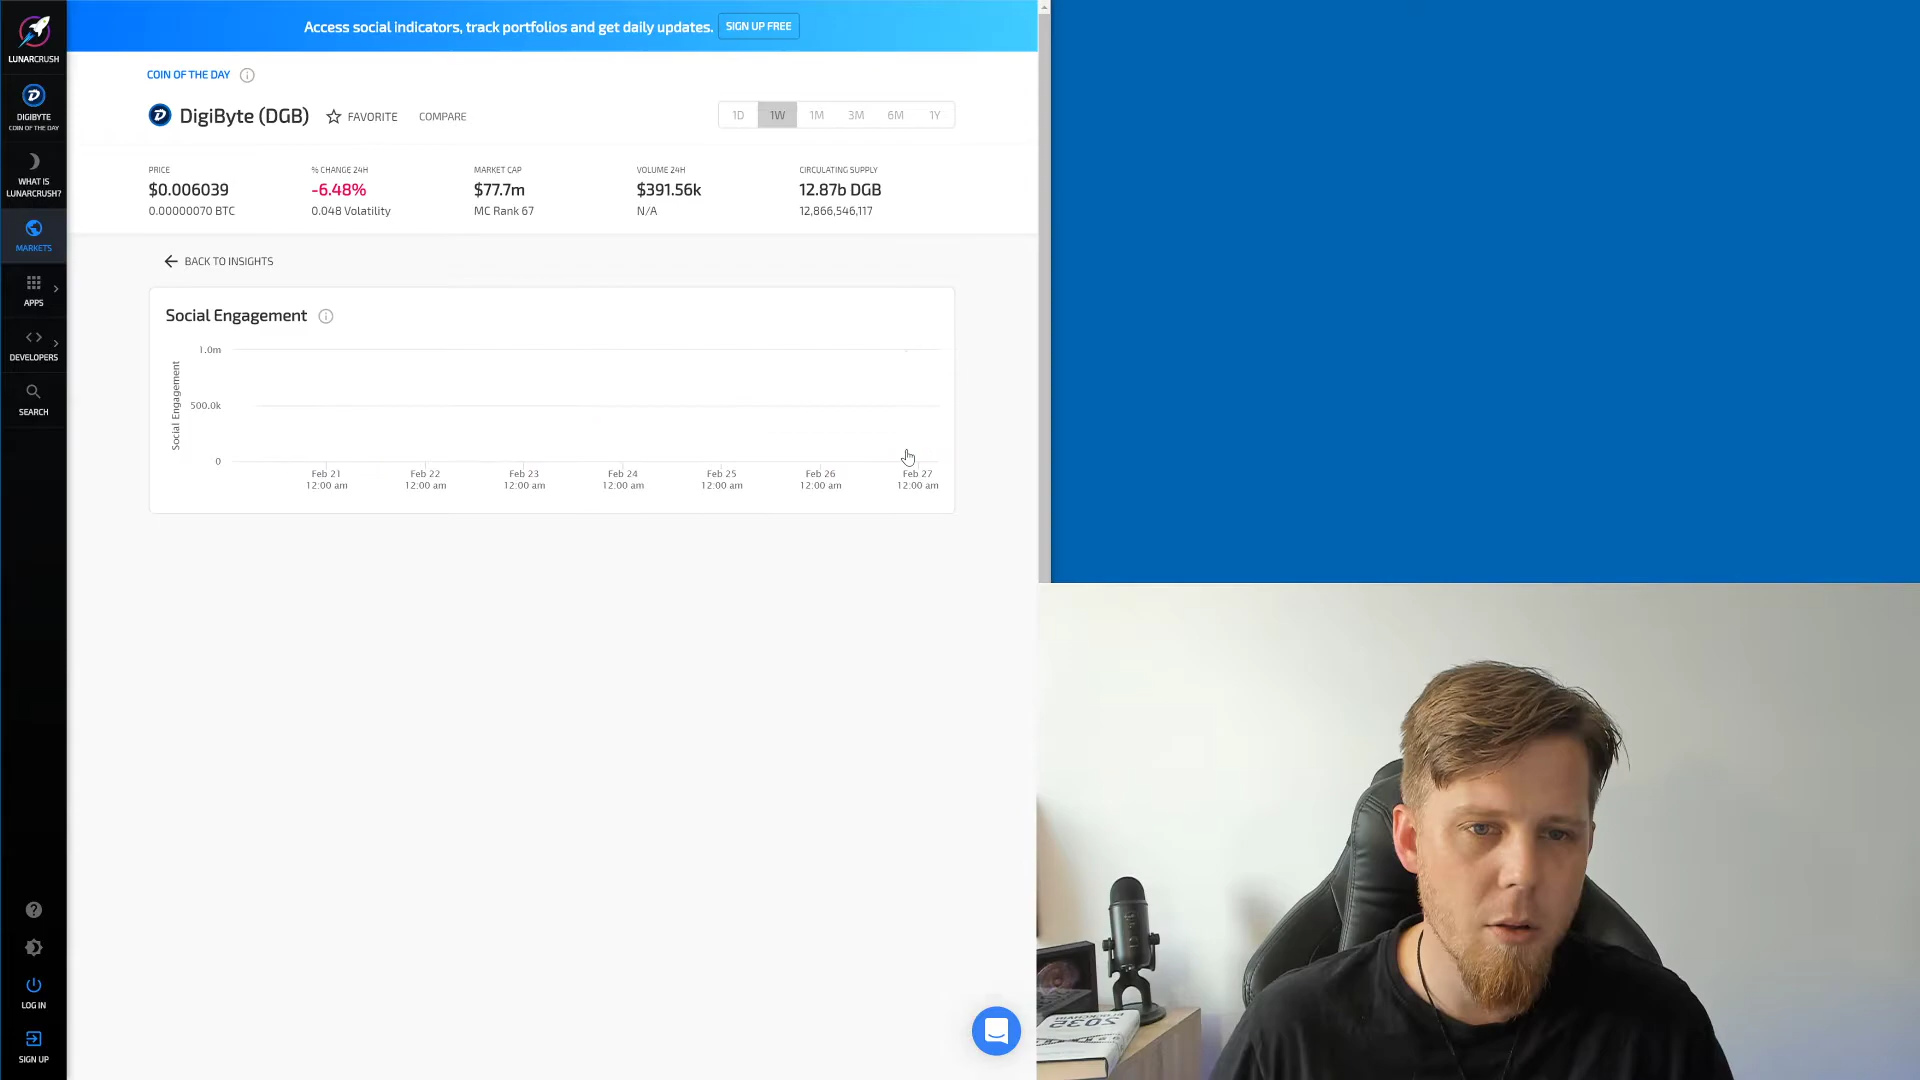 LUNARCRUSH
DIGIBYTE
COIN OF THE DAY
WHAT IS
LUNARCRUSH?
MARKETS
APPS
DEVELOPERS
SEARCH
LOG IN
SIGN UP
Access social indicators, track portfolios and get daily updates. SIGN UP FREE
COIN OF THE DAY
DigiByte (DGB) FAVORITE COMPARE
1D 1W 1M 3M 6M 1Y
PRICE % CHANGE 24H MARKET CAP VOLUME 24H CIRCULATING SUPPLY
$0.006039 -6.48% $77.7m $391.56k 12.87b DGB
0.00000070 BTC 0.048 Volatility MC Rank 67 N/A 12,866,546,117
BACK TO INSIGHTS
Social Engagement
Social Engagement
1.0m
500.0k
0
Feb 21 Feb 22 Feb 23 Feb 24 Feb 25 Feb 26 Feb 27
12:00 am 12:00 am 12:00 am 12:00 am 12:00 am 12:00 am 12:00 am
2035